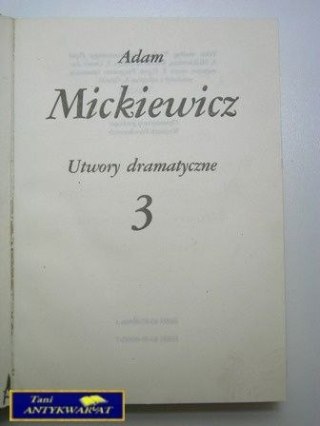 Adam
Mickiewicz
Utwory dramatyczne
3
Tani
ANTYKWARIAT